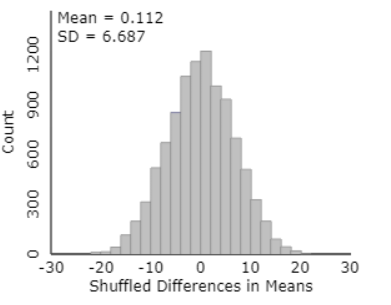 Mean = 0.112
SD = 6.687
1200
900
600
300
0
Count
-30 -20 -10 0 10 20 30
Shuffled Differences in Means